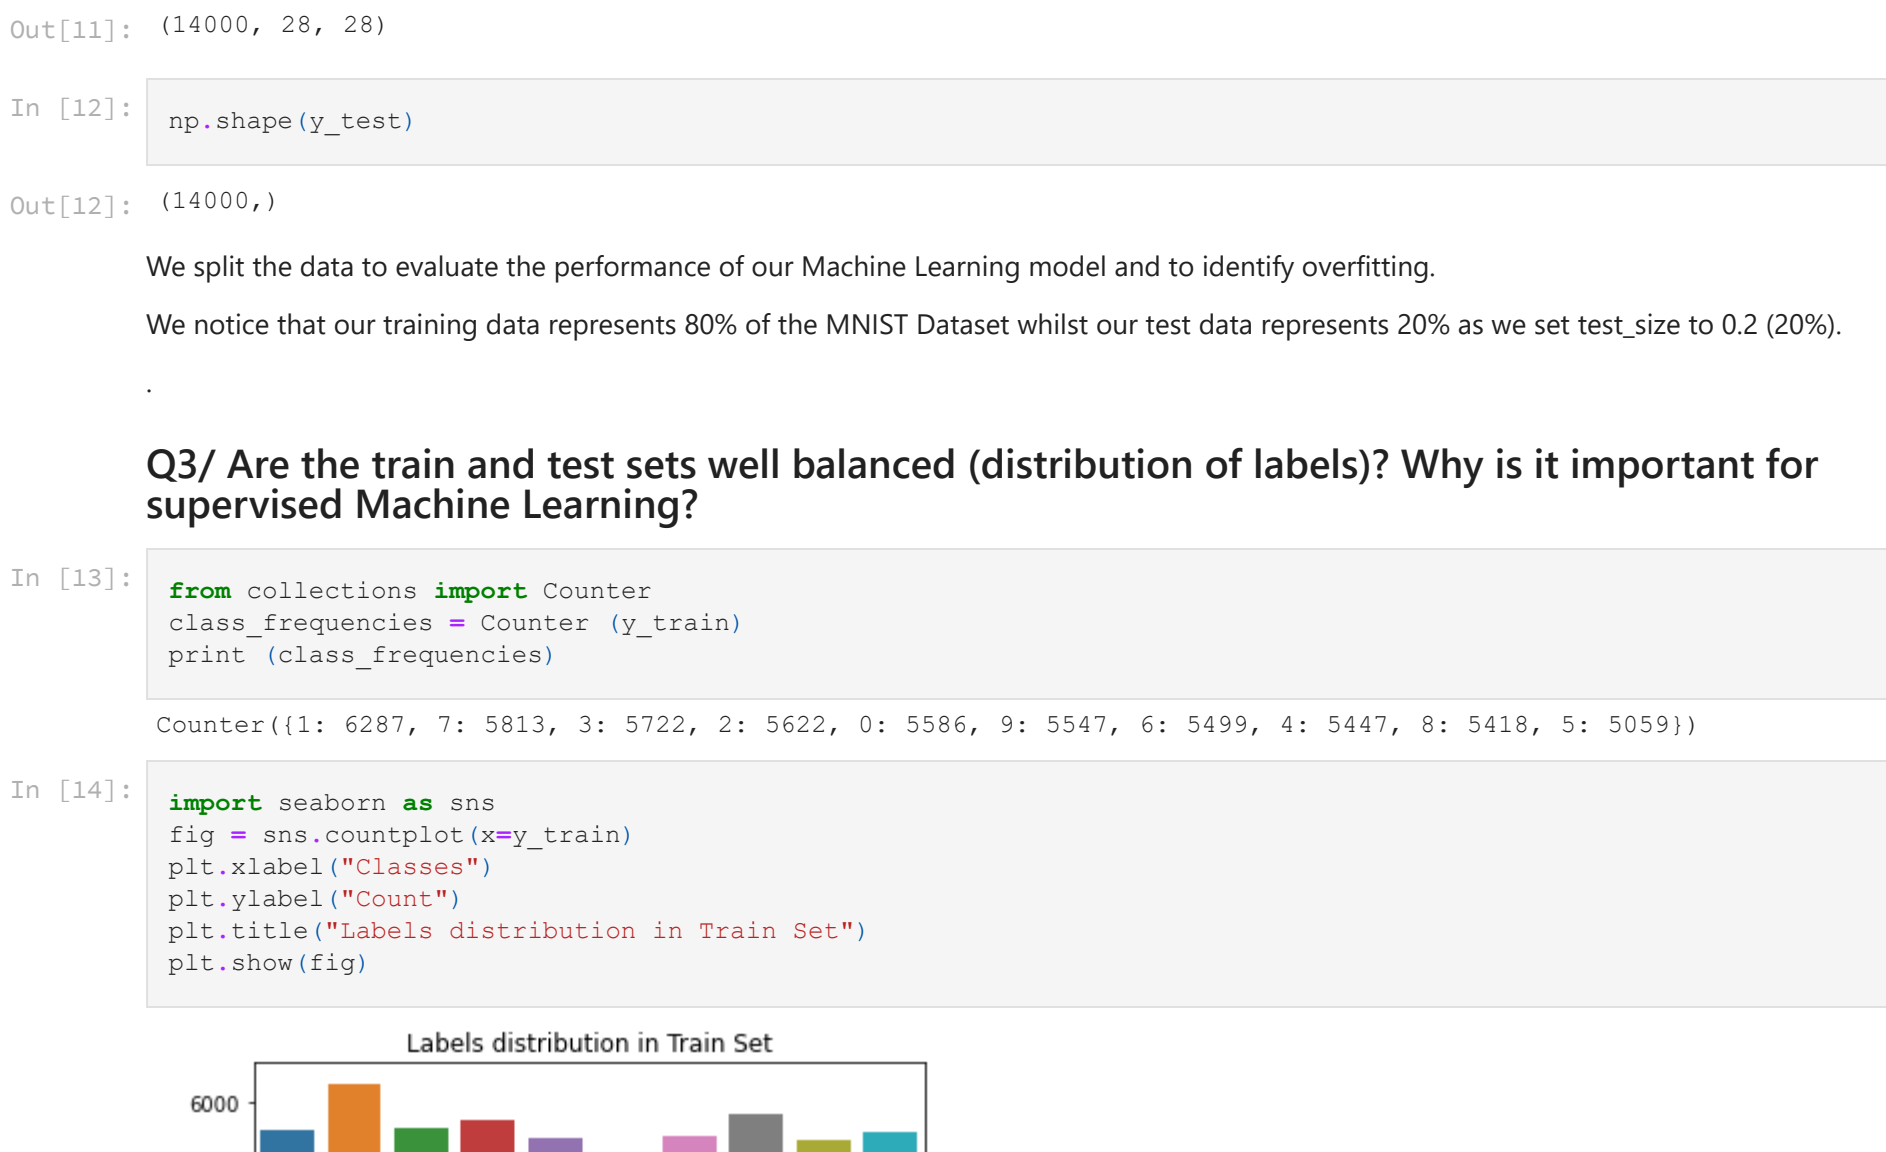 Out[11]: (14000, 28, 28)
In [12]: np.shape(y_test)
Out[12]: (14000,)
We split the data to evaluate the performance of our Machine Learning model and to identify overfitting.
We notice that our training data represents 80% of the MNIST Dataset whilst our test data represents 20% as we set test_size to 0.2 (20%).
.
Q3/ Are the train and test sets well balanced (distribution of labels)? Why is it important for
supervised Machine Learning?
In [13]: from collections import Counter
class_frequencies = Counter (y_train)
print (class_frequencies)
Counter({1: 6287, 7: 5813, 3: 5722, 2: 5622, 0: 5586, 9: 5547, 6: 5499, 4: 5447, 8: 5418, 5: 5059})
In [14]: import seaborn as sns
fig = sns.countplot(x=y_train)
plt.xlabel("Classes")
plt.ylabel("Count")
plt.title("Labels distribution in Train Set")
plt.show(fig)
Labels distribution in Train Set
6000